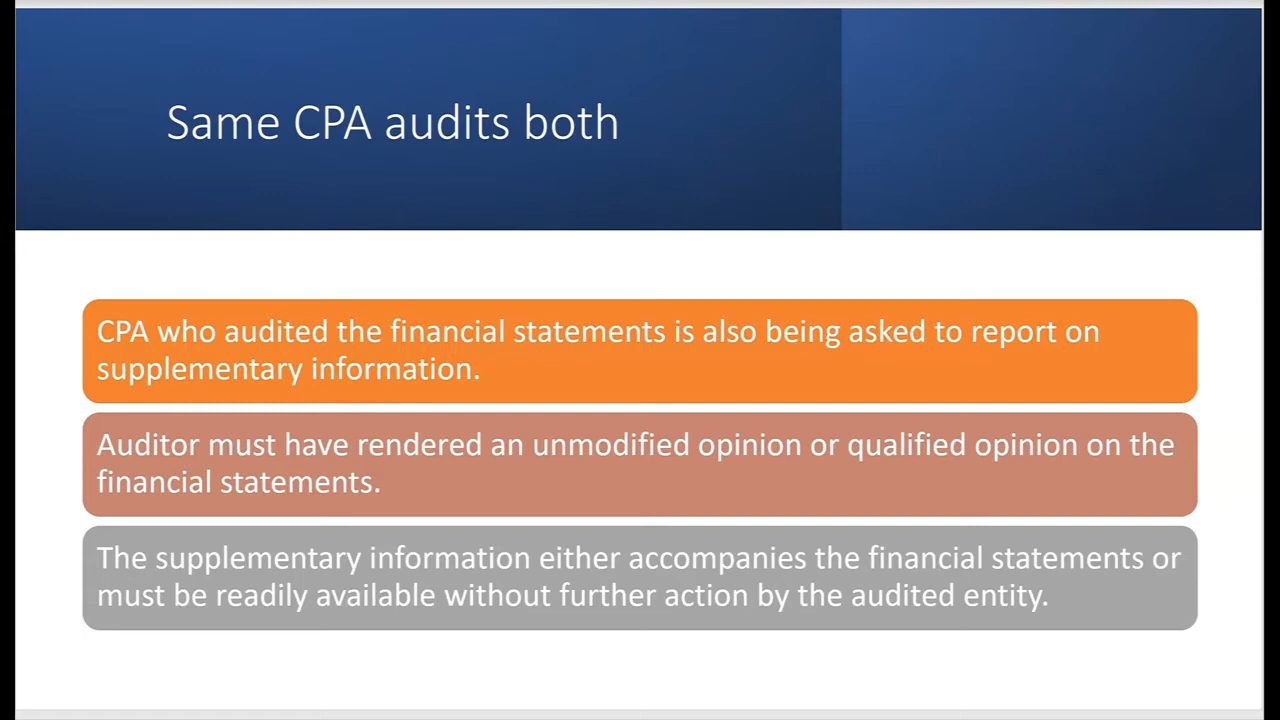 Same CPA audits both
CPA who audited the financial statements is also being asked to report on
supplementary information.
Auditor must have rendered an unmodified opinion or qualified opinion on the
financial statements.
The supplementary information either accompanies the financial statements or
must be readily available without further action by the audited entity.